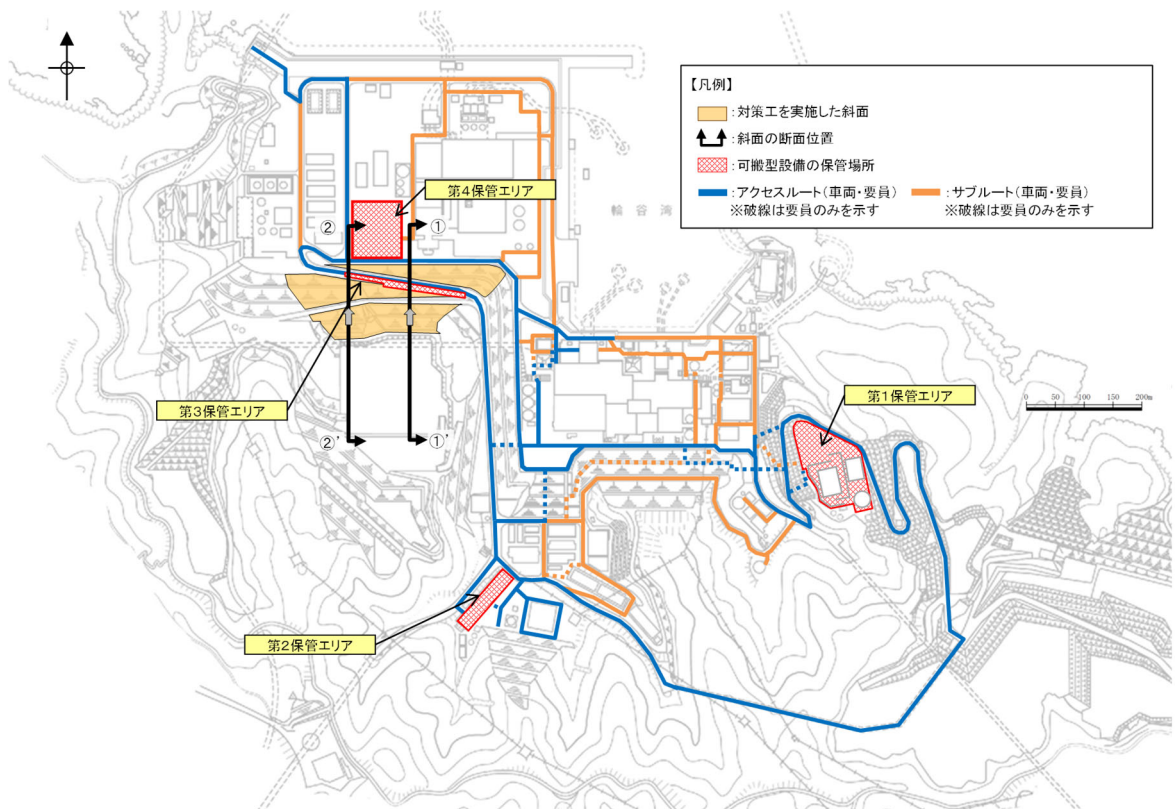 【凡例】
：対策工を実施した斜面
：斜面の断面位置
：可搬型設備の保管場所
：アクセスルート（車両・要員）
※破線は要員のみを示す
：サブルート（車両・要員）
※破線は要員のみを示す
第4保管エリア
輪谷湾
②
①
第3保管エリア
②’
①’
第1保管エリア
0 50 100 150 200m
第2保管エリア